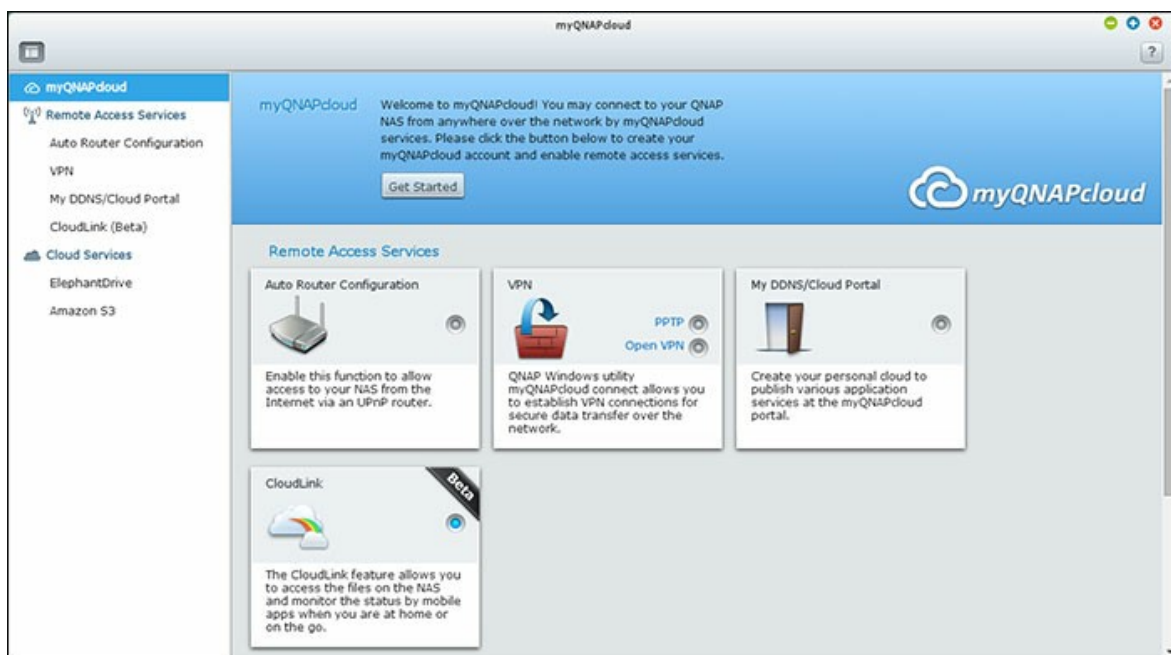 myQNAPcloud
?
myQNAPcloud
Remote Access Services
Auto Router Configuration
VPN
My DDNS/Cloud Portal
CloudLink (Beta)
Cloud Services
ElephantDrive
Amazon S3
myQNAPcloud
Welcome to myQNAPcloud! You may connect to your QNAP
NAS from anywhere over the network by myQNAPcloud
services. Please click the button below to create your
myQNAPcloud account and enable remote access services.
Get Started
myQNAPcloud
Remote Access Services
Auto Router Configuration
Enable this function to allow
access to your NAS from the
Internet via an UPnP router.
VPN
PPTP
Open VPN
QNAP Windows utility
myQNAPcloud connect allows you
to establish VPN connections for
secure data transfer over the
network.
My DDNS/Cloud Portal
Create your personal cloud to
publish various application
services at the myQNAPcloud
portal.
CloudLink
Beta
The CloudLink feature allows you
to access the files on the NAS
and monitor the status by mobile
apps when you are at home or
on the go.